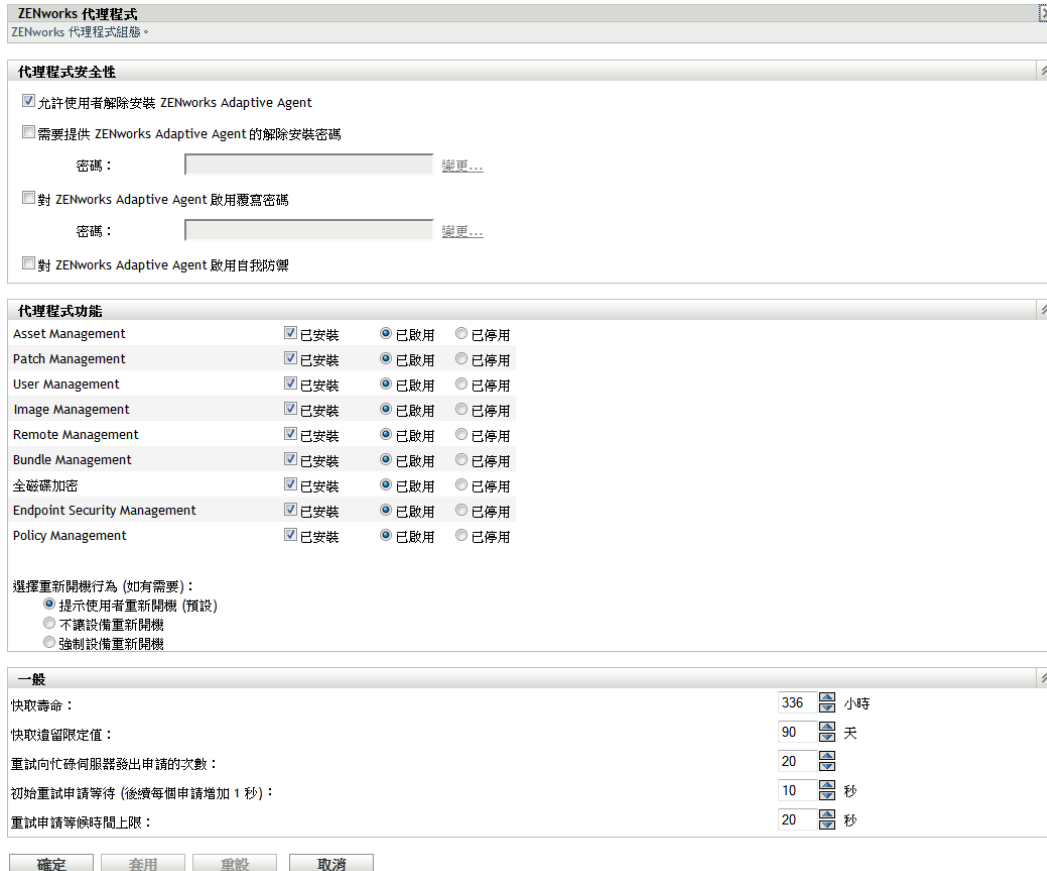 ZENworks 代理程式
ZENworks 代理程式組態。
代理程式安全性
允許使用者解除安裝 ZENworks Adaptive Agent
需要提供 ZENworks Adaptive Agent 的解除安裝密碼
密碼： 變更...
對 ZENworks Adaptive Agent 啟用覆寫密碼
密碼： 變更...
對 ZENworks Adaptive Agent 啟用自我防禦
代理程式功能
Asset Management 已安裝 已啟用 已停用
Patch Management 已安裝 已啟用 已停用
User Management 已安裝 已啟用 已停用
Image Management 已安裝 已啟用 已停用
Remote Management 已安裝 已啟用 已停用
Bundle Management 已安裝 已啟用 已停用
全磁碟加密 已安裝 已啟用 已停用
Endpoint Security Management 已安裝 已啟用 已停用
Policy Management 已安裝 已啟用 已停用
選擇重新開機行為 (如有需要)：
提示使用者重新開機 (預設)
不讓設備重新開機
強制設備重新開機
一般
快取壽命： 336 小時
快取遺留限定值： 90 天
重試向忙碌伺服器發出申請的次數： 20
初始重試申請等待 (後續每個申請增加 1 秒)： 10 秒
重試申請等候時間上限： 20 秒
確定 套用 重設 取消